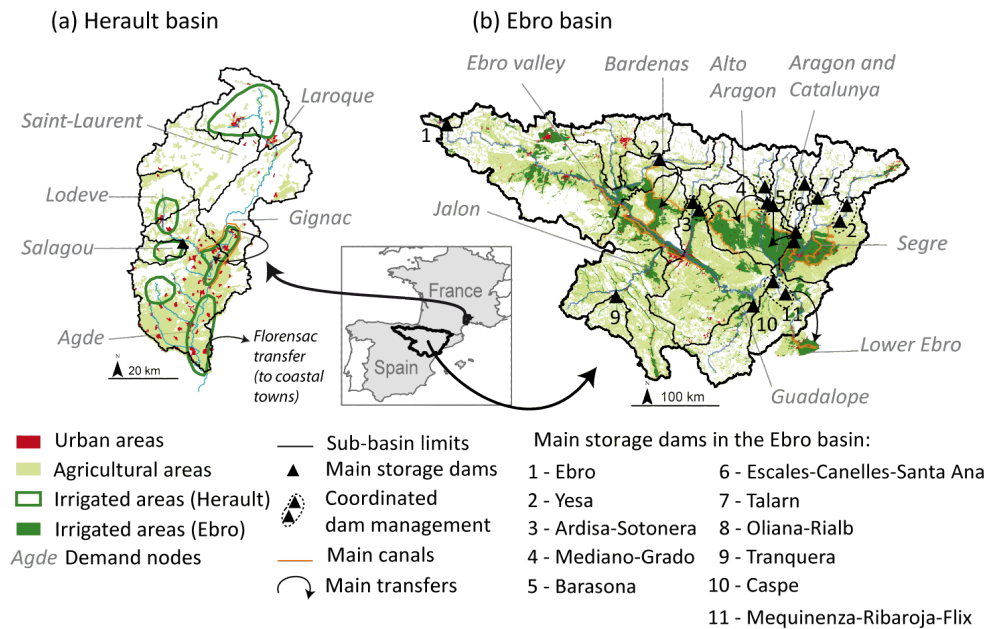 (a) Herault basin
(b) Ebro basin
Laroque
Saint-Laurent
Lodeve
Gignac
Salagou
Agde
Florensac
transfer
(to coastal
towns)
N
20 km
Ebro valley
Bardenas
Alto
Aragon
Aragon and
Catalunya
1
2
3
4
5
6
7
2
Jalon
Segre
9
10
11
Lower Ebro
Guadalope
N
100 km
France
Spain
Urban areas
Agricultural areas
Irrigated areas (Herault)
Irrigated areas (Ebro)
Agde Demand nodes
Sub-basin limits
Main storage dams
Coordinated
dam management
Main canals
Main transfers
Main storage dams in the Ebro basin:
1 - Ebro
2 - Yesa
3 - Ardisa-Sotonera
4 - Mediano-Grado
5 - Barasona
6 - Escales-Canelles-Santa Ana
7 - Talarn
8 - Oliana-Rialb
9 - Tranquera
10 - Caspe
11 - Mequinenza-Ribaroja-Flix